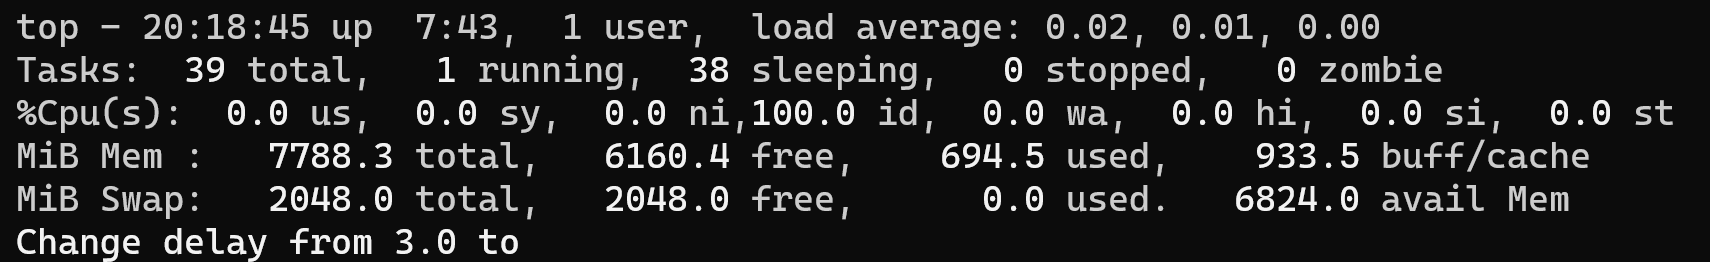 top - 20:18:45 up  7:43,  1 user,  load average: 0.02, 0.01, 0.00
Tasks:  39 total,   1 running,  38 sleeping,   0 stopped,   0 zombie
%Cpu(s):  0.0 us,  0.0 sy,  0.0 ni,100.0 id,  0.0 wa,  0.0 hi,  0.0 si,  0.0 st
MiB Mem :   7788.3 total,   6160.4 free,    694.5 used,    933.5 buff/cache
MiB Swap:   2048.0 total,   2048.0 free,      0.0 used.   6824.0 avail Mem
Change delay from 3.0 to